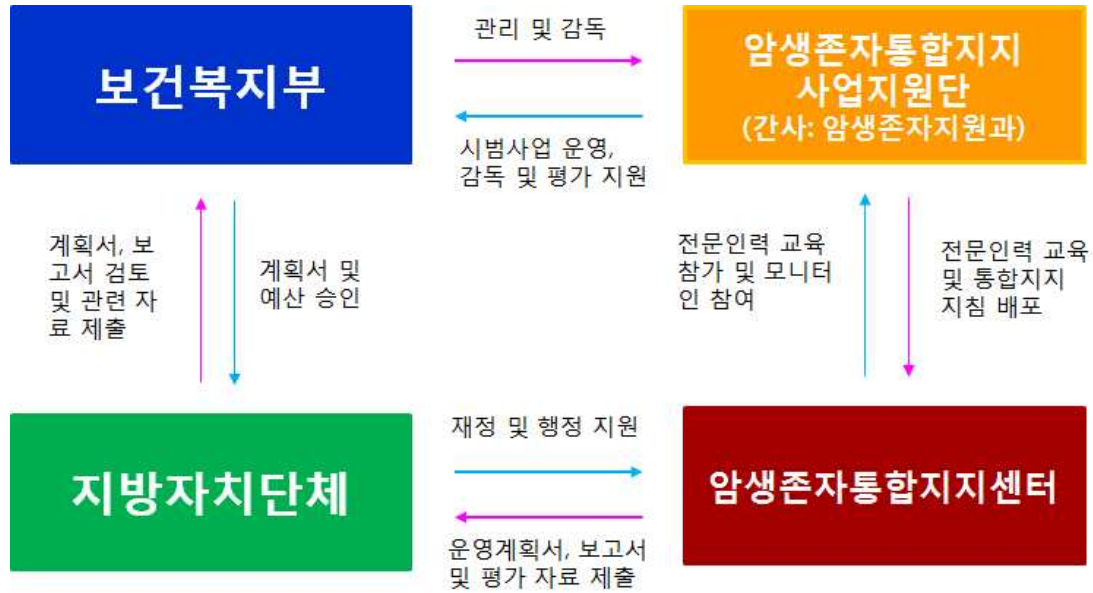 보건복지부
관리 및 감독
시범사업 운영,
감독 및 평가 지원
암생존자통합지지
사업지원단
(간사: 암생존자지원과)
계획서, 보
고서 검토
및 관련 자
료 제출
계획서 및
예산 승인
전문인력 교육
참가 및 모니터
인 참여
전문인력 교육
및 통합지지
지침 배포
지방자치단체
재정 및 행정 지원
운영계획서, 보고서
및 평가 자료 제출
암생존자통합지지센터